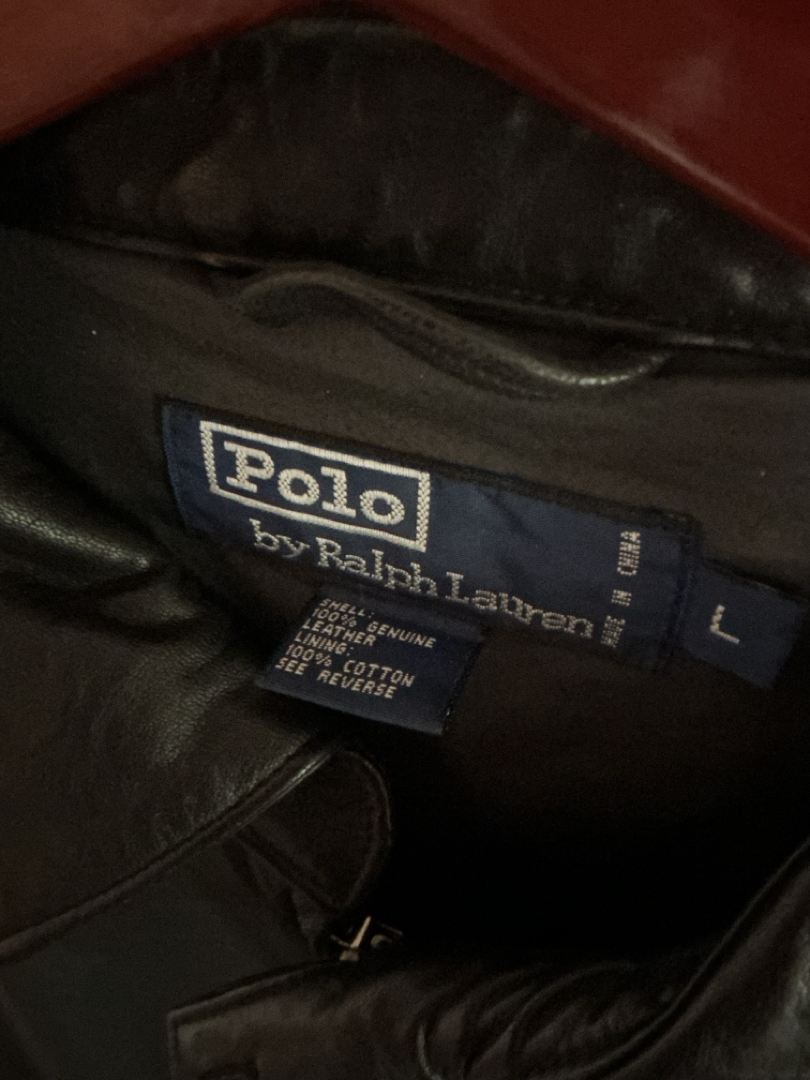 Polo
by Ralph Lauren
MADE IN CHINA
L
SHELL:
100% GENUINE
LEATHER
LINING:
100% COTTON
SEE REVERSE